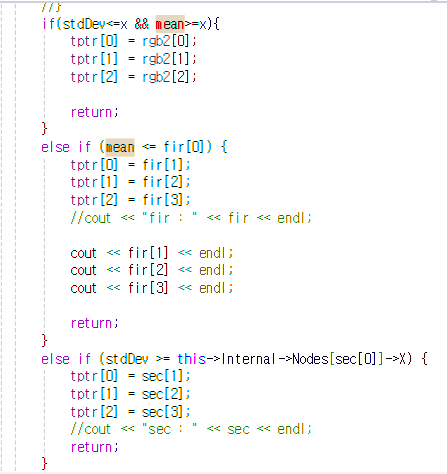 //}
if(stdDev<=x && mean>=x){
tptr[0] = rgb2[0];
tptr[1] = rgb2[1];
tptr[2] = rgb2[2];
return;
}
else if (mean <= fir[0]) {
tptr[0] = fir[1];
tptr[1] = fir[2];
tptr[2] = fir[3];
//cout << "fir : " << fir << endl;
cout << fir[1] << endl;
cout << fir[2] << endl;
cout << fir[3] << endl;
return;
}
else if (stdDev >= this->Internal->Nodes[sec[0]]->X) {
tptr[0] = sec[1];
tptr[1] = sec[2];
tptr[2] = sec[3];
//cout << "sec : " << sec << endl;
return;
}